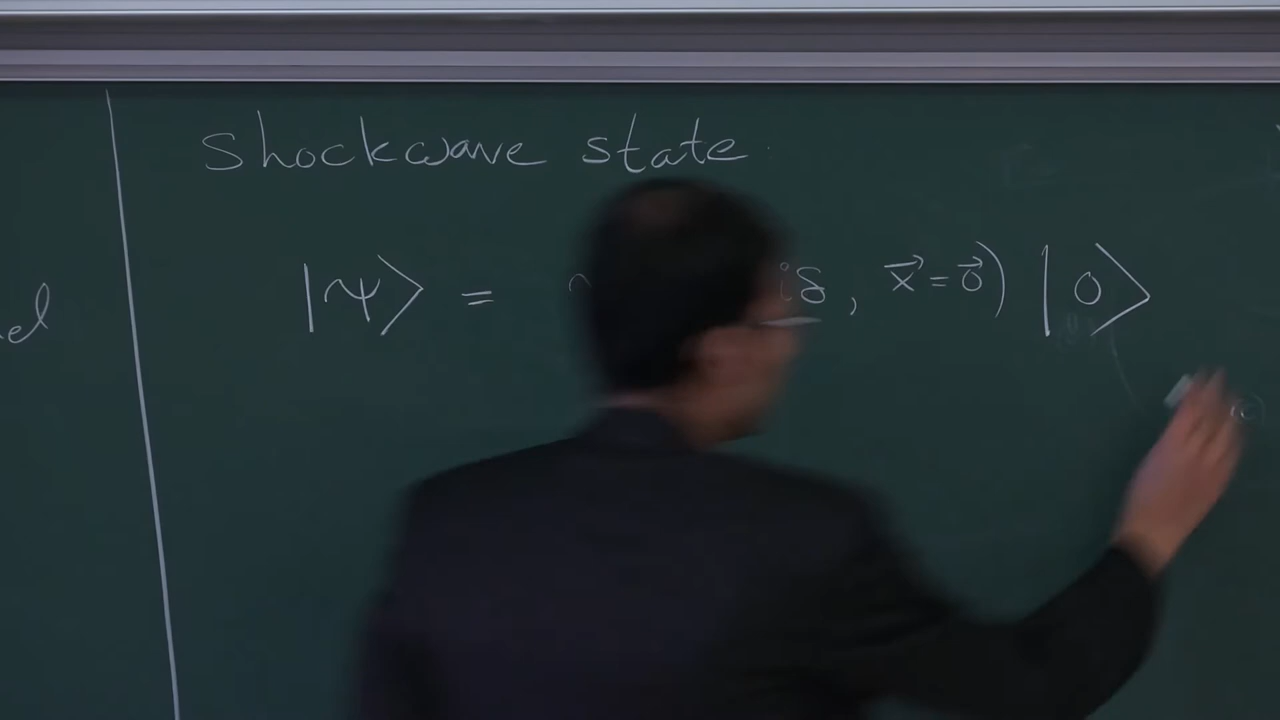 Shockwave state
|ψ⟩ = iδ, x⃗ = 0⃗) |0⟩
el